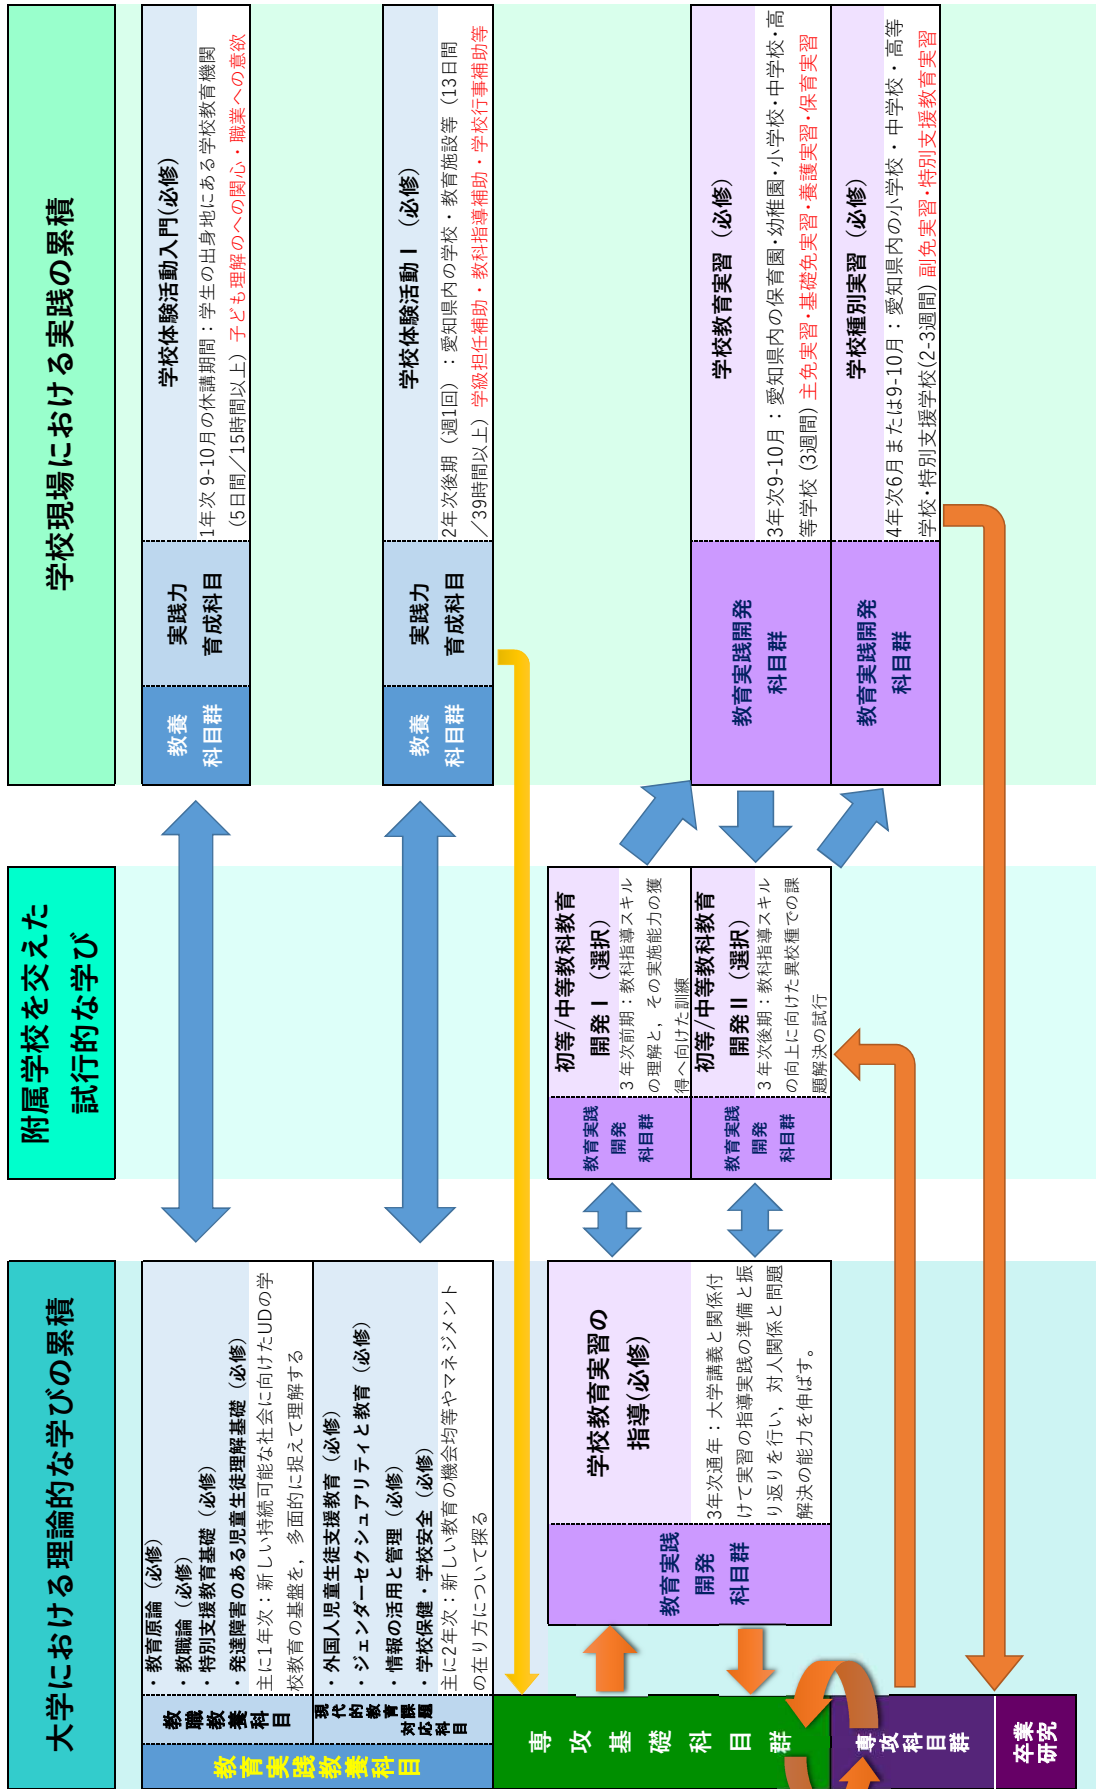 大学における理論的な学びの累積
附属学校を交えた
試行的な学び
学校現場における実践の累積
教育実践教養科目
教職教養科目
・教育原論（必修）
・教職論（必修）
・特別支援教育基礎（必修）
・発達障害のある児童生徒理解基礎（必修）
主に1年次：新しい持続可能な社会に向けたUDの学
校教育の基盤を，多面的に捉えて理解する
現代的教育課題
対応科目
・外国人児童生徒支援教育（必修）
・ジェンダーセクシュアリティと教育（必修）
・情報の活用と管理（必修）
・学校保健・学校安全（必修）
主に2年次：新しい教育の機会均等やマネジメント
の在り方について探る
教養
科目群
実践力
育成科目
学校体験活動入門(必修)
1年次 9-10月の休講期間：学生の出身地にある学校教育機関
(5日間／15時間以上) 子ども理解のへの関心・職業への意欲
教養
科目群
実践力
育成科目
学校体験活動Ⅰ（必修）
2年次後期（週1回）：愛知県内の学校・教育施設等（13日間
／39時間以上）学級担任補助・教科指導補助・学校行事補助等
専攻基礎科目群
教育実践
開発
科目群
学校教育実習の
指導(必修)
3年次通年：大学講義と関係付
けて実習の指導実践の準備と振
り返りを行い，対人関係と問題
解決の能力を伸ばす。
教育実践
開発
科目群
初等/中等教科教育
開発Ⅰ（選択）
３年次前期：教科指導スキル
の理解と，その実施能力の獲
得へ向けた訓練
教育実践
開発
科目群
初等/中等教科教育
開発Ⅱ（選択）
３年次後期：教科指導スキル
の向上に向けた異校種での課
題解決の試行
教育実践開発
科目群
学校教育実習（必修）
3年次9-10月：愛知県内の保育園・幼稚園・小学校・中学校・高
等学校 (3週間) 主免実習・基礎免実習・養護実習・保育実習
教育実践開発
科目群
学校種別実習（必修）
4年次6月または9-10月：愛知県内の小学校・中学校・高等
学校・特別支援学校(2-3週間) 副免実習・特別支援教育実習
専攻科目群
卒業
研究